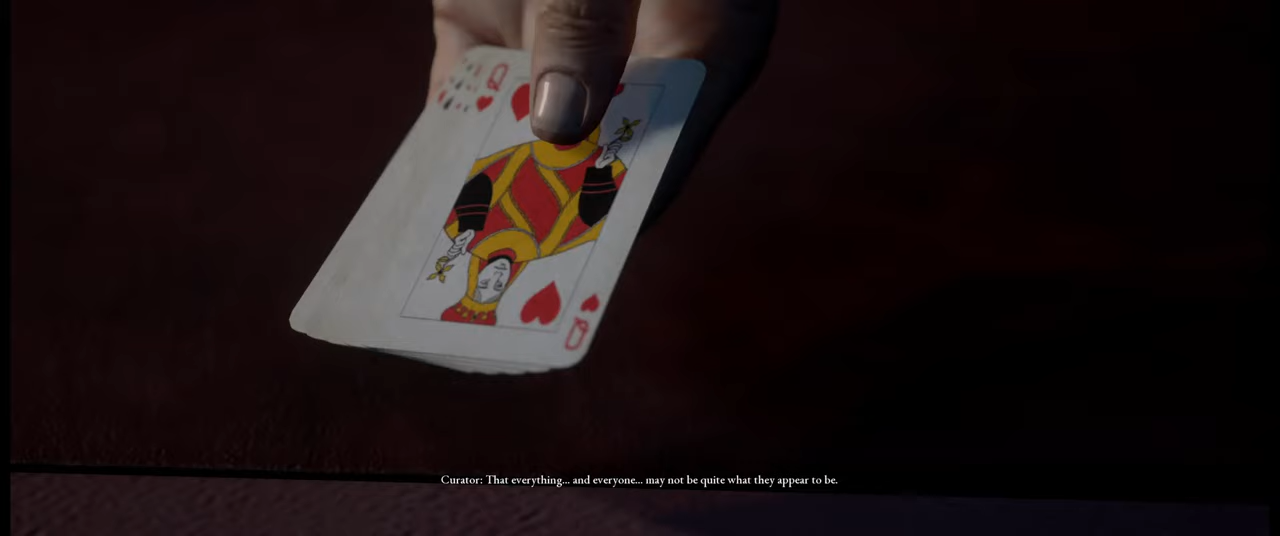 Q
Q
Curator: That everything... and everyone... may not be quite what they appear to be.